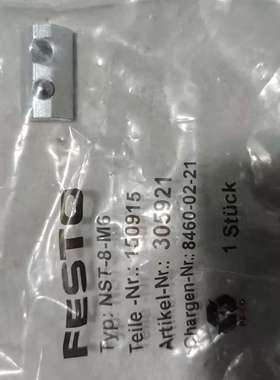 FESTO
Typ: NST-8-M6
Teile-Nr.: 150915
Artikel-Nr.: 305921
Chargen-Nr.: 8460-02-21
1 Stück